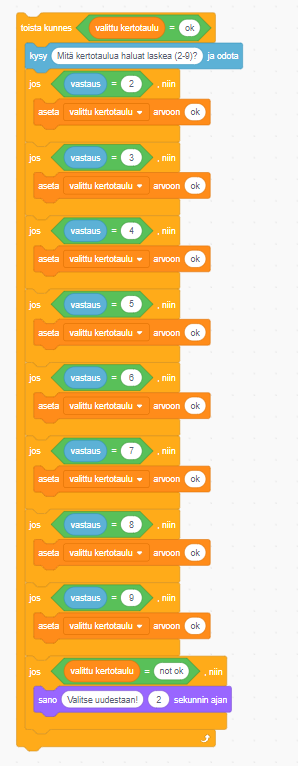 toista kunnes valittu kertotaulu = ok
kysy Mitä kertotaulua haluat laskea (2-9)? ja odota
jos vastaus = 2 , niin
aseta valittu kertotaulu arvoon ok
jos vastaus = 3 , niin
aseta valittu kertotaulu arvoon ok
jos vastaus = 4 , niin
aseta valittu kertotaulu arvoon ok
jos vastaus = 5 , niin
aseta valittu kertotaulu arvoon ok
jos vastaus = 6 , niin
aseta valittu kertotaulu arvoon ok
jos vastaus = 7 , niin
aseta valittu kertotaulu arvoon ok
jos vastaus = 8 , niin
aseta valittu kertotaulu arvoon ok
jos vastaus = 9 , niin
aseta valittu kertotaulu arvoon ok
jos valittu kertotaulu = not ok , niin
sano Valitse uudestaan! 2 sekunnin ajan